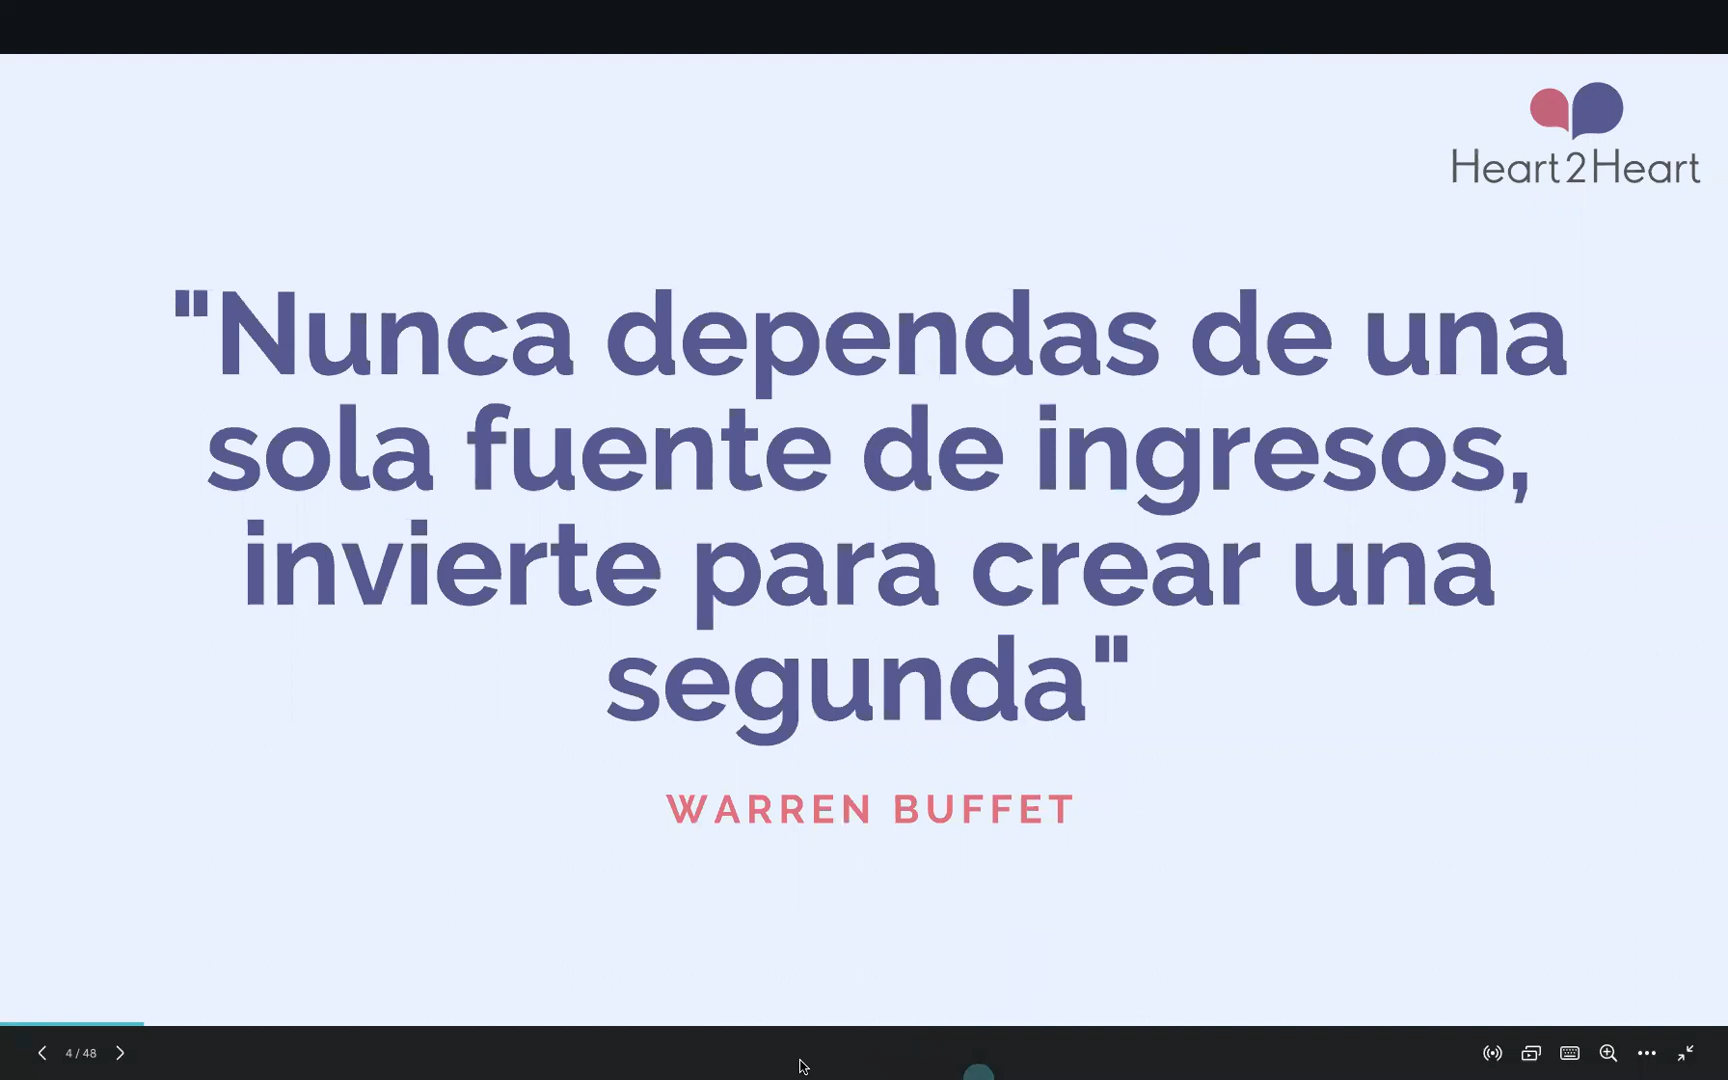 Heart2Heart
"Nunca dependas de una
sola fuente de ingresos,
invierte para crear una
segunda"
WARREN BUFFET
4 / 48